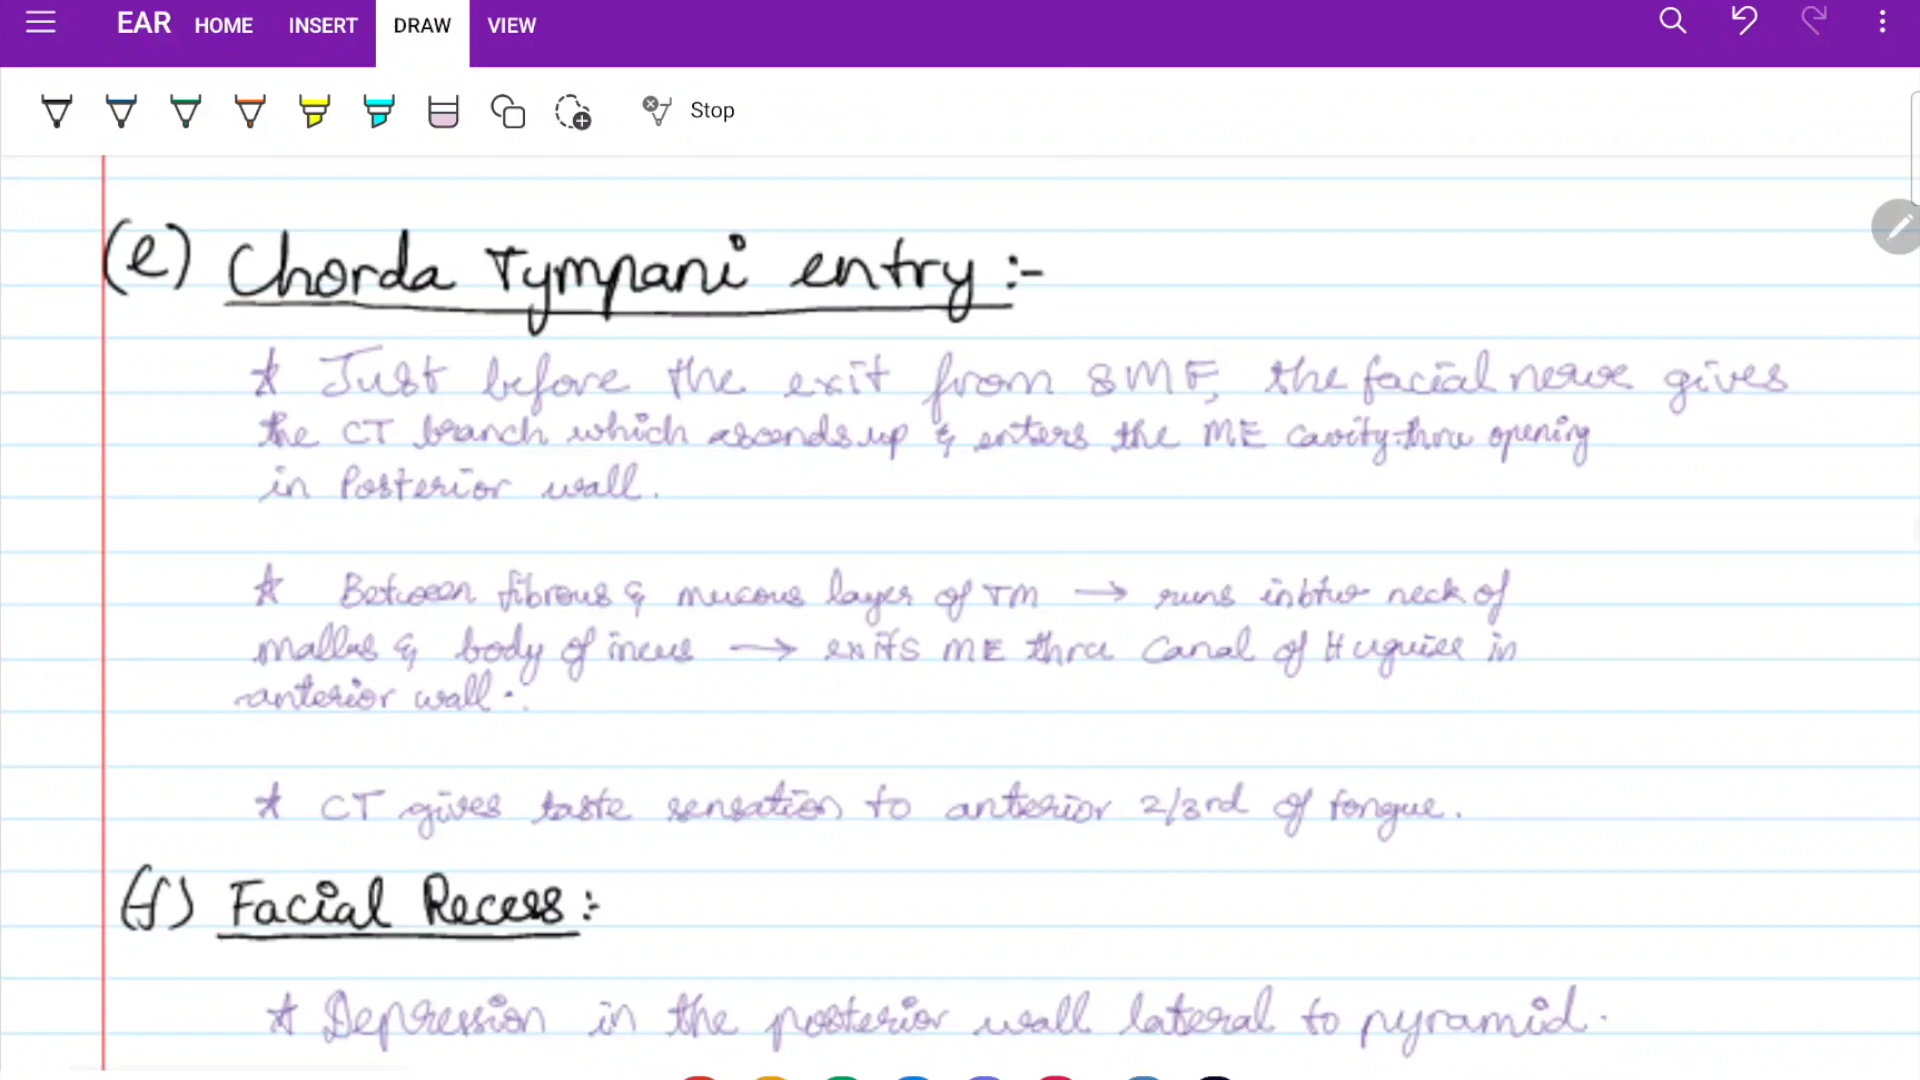 EAR HOME INSERT DRAW VIEW
Stop
(e) Chorda Tympani entry :-
* Just before the exit from SMF, the facial nerve gives
the CT branch which ascends up & enters the ME cavity thru opening
in Posterior wall.
* Between fibrous & mucous layer of TM → runs inbtw neck of
mallus & body of incus → exits ME thru Canal of Huguier in
anterior wall.
* CT gives taste sensation to anterior 2/3rd of tongue.
(f) Facial Recess :-
* Depression in the posterior wall lateral to pyramid.